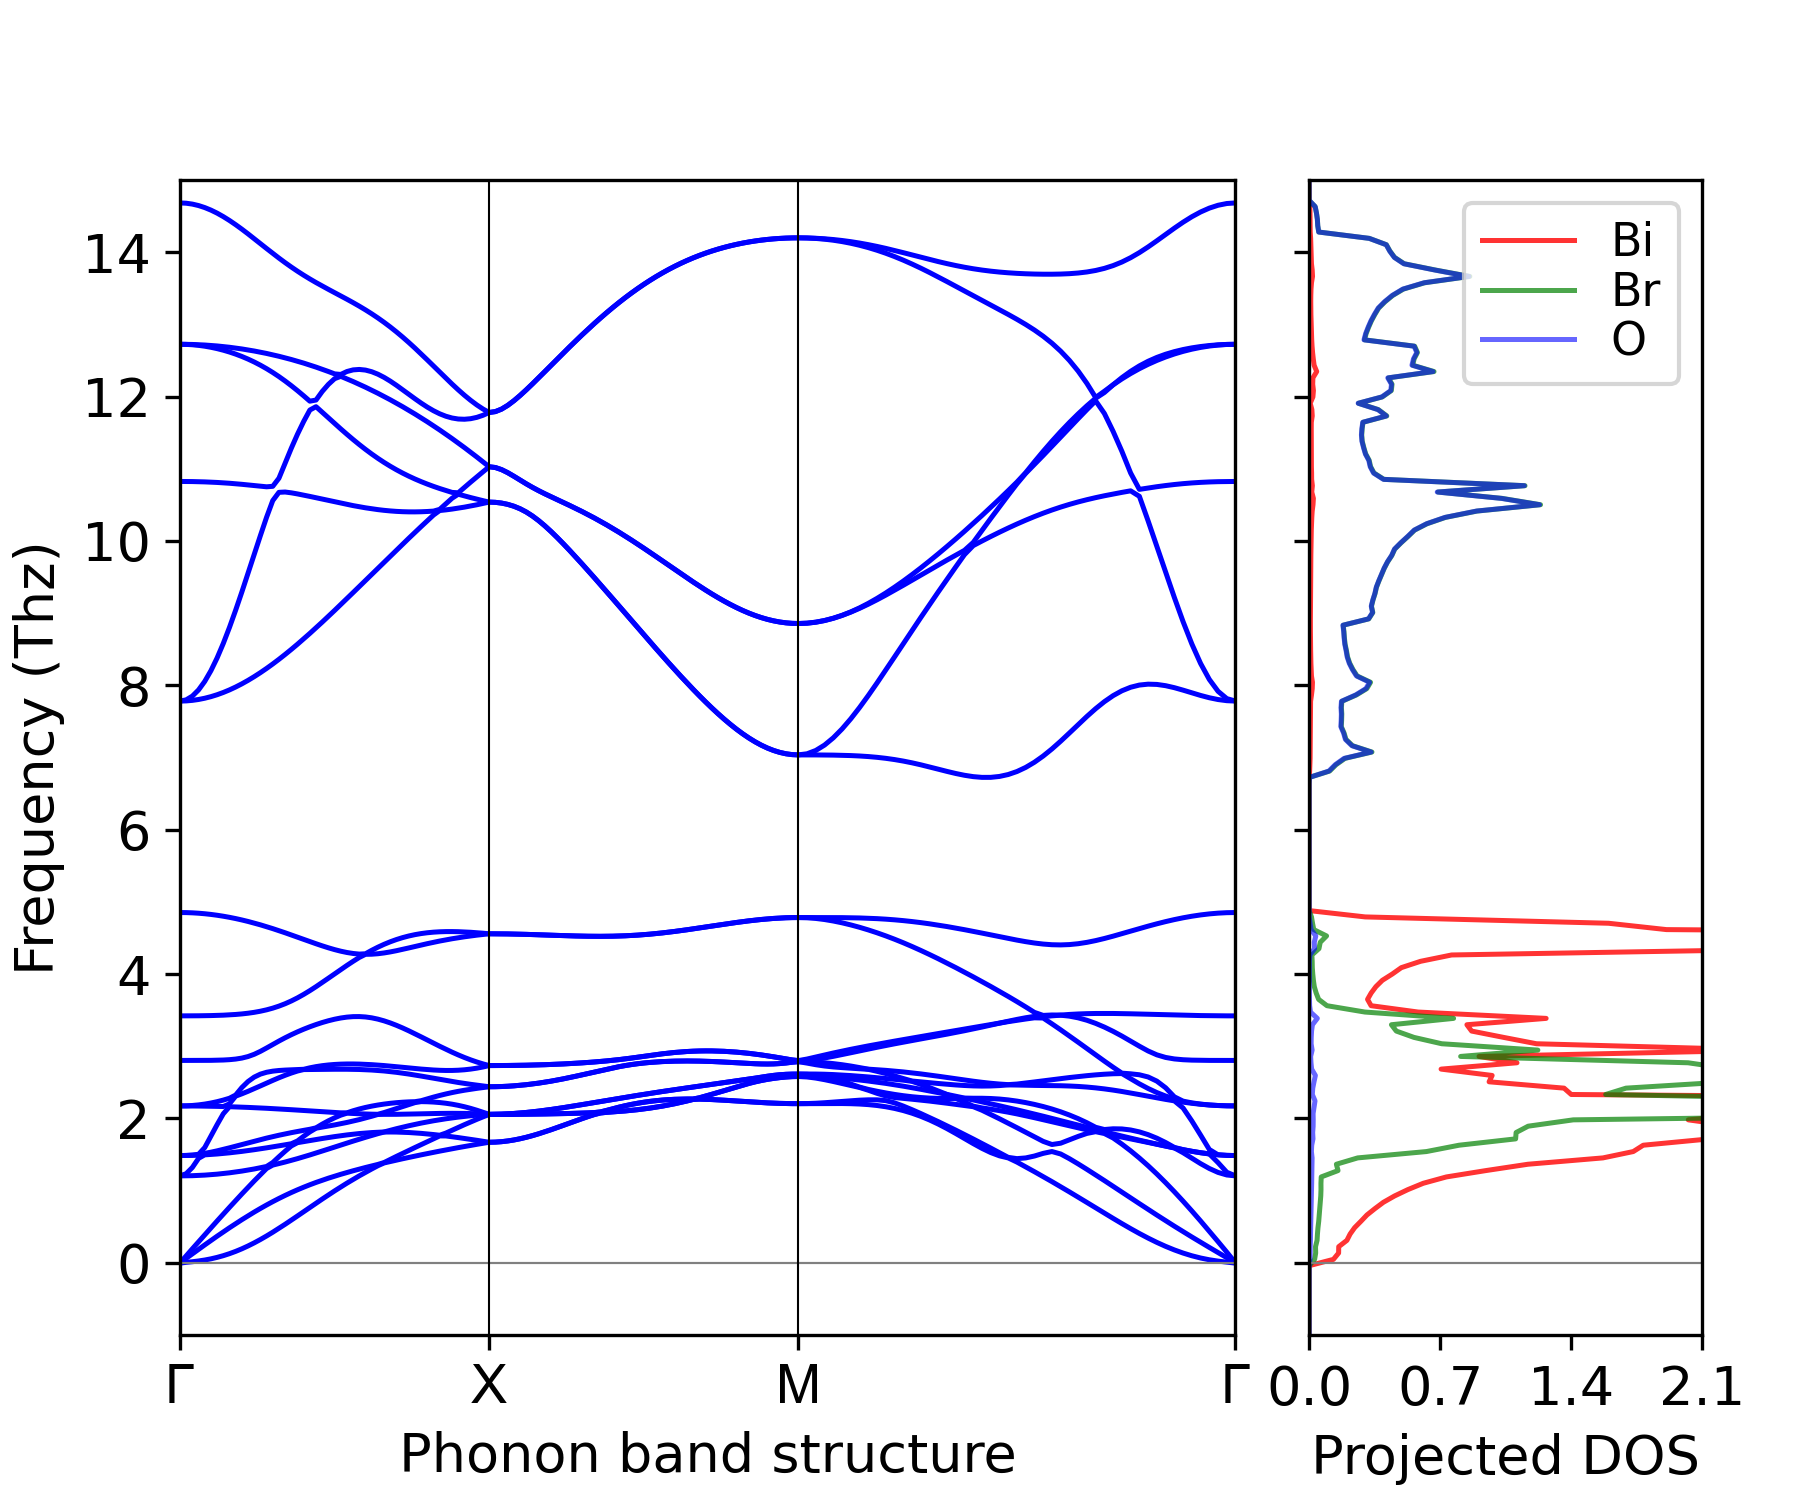 14
12
10
8
6
4
2
0
Frequency (Thz)
Γ X M Γ
Phonon band structure
Bi
Br
O
0.0 0.7 1.4 2.1
Projected DOS